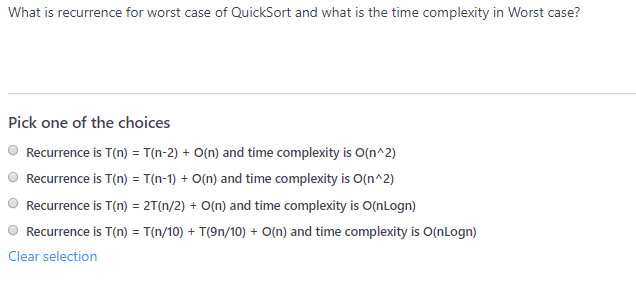 What is recurrence for worst case of QuickSort and what is the time complexity in Worst case?
Pick one of the choices
Recurrence is T(n) = T(n-2) + O(n) and time complexity is O(n^2)
Recurrence is T(n) = T(n-1) + O(n) and time complexity is O(n^2)
Recurrence is T(n) = 2T(n/2) + O(n) and time complexity is O(nLogn)
Recurrence is T(n) = T(n/10) + T(9n/10) + O(n) and time complexity is O(nLogn)
Clear selection